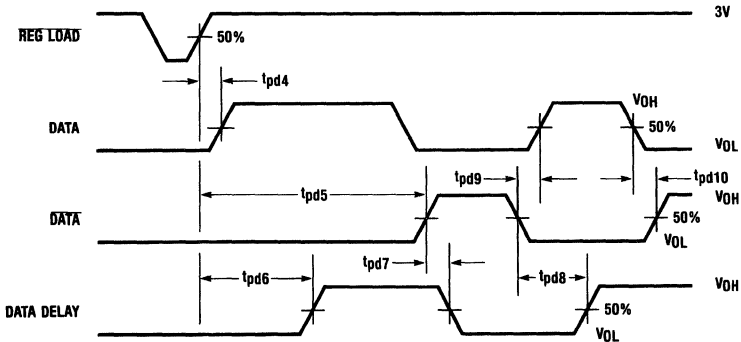 3V
REG LOAD
50%
tpd4
VOH
DATA
50%
VOL
tpd5
tpd9
tpd10
VOH
DATA
50%
VOL
tpd6
tpd7
tpd8
VOH
DATA DELAY
50%
VOL